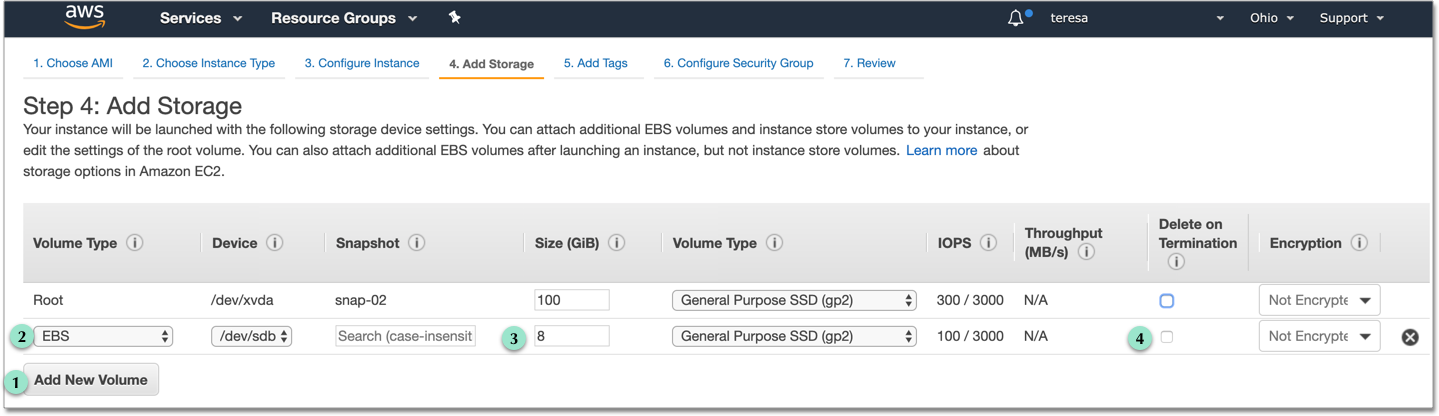 aws Services Resource Groups teresa Ohio Support
1. Choose AMI 2. Choose Instance Type 3. Configure Instance 4. Add Storage 5. Add Tags 6. Configure Security Group 7. Review
Step 4: Add Storage
Your instance will be launched with the following storage device settings. You can attach additional EBS volumes and instance store volumes to your instance, or
edit the settings of the root volume. You can also attach additional EBS volumes after launching an instance, but not instance store volumes. Learn more about
storage options in Amazon EC2.
Volume Type i Device i Snapshot i Size (GiB) i Volume Type i IOPS i Throughput (MB/s) i Delete on Termination i Encryption i
Root /dev/xvda snap-02 100 General Purpose SSD (gp2) 300 / 3000 N/A Not Encrypte
2 EBS /dev/sdb Search (case-insensit 3 8 General Purpose SSD (gp2) 100 / 3000 N/A 4 Not Encrypte
1 Add New Volume